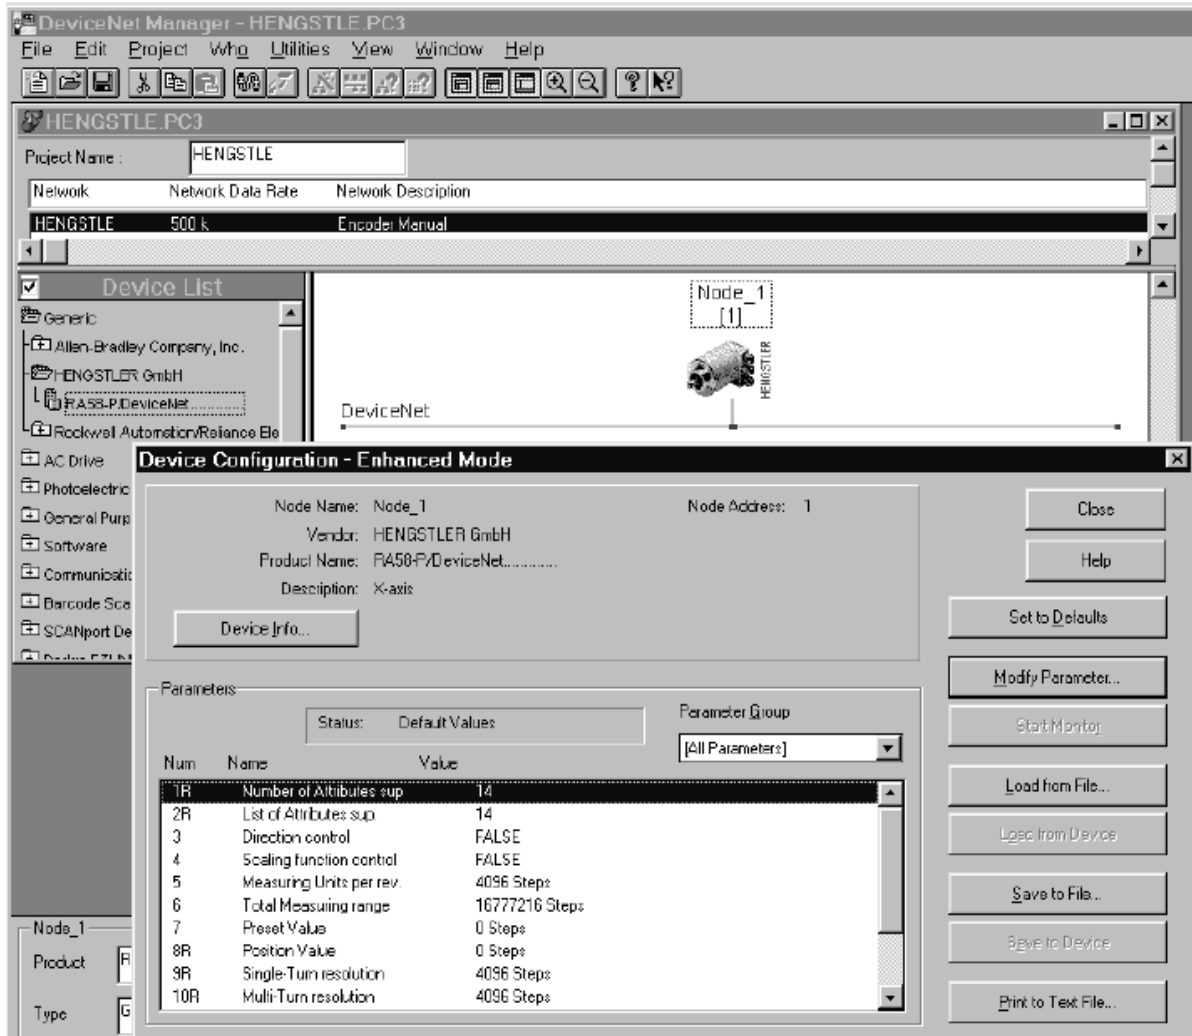 DeviceNet Manager - HENGSTLE.PC3
File Edit Project Who Utilities View Window Help
HENGSTLE.PC3
Project Name : HENGSTLE
Network Network Data Rate Network Description
HENGSTLE 500 k Encoder Manual
Device List
Generic
Allen-Bradley Company, Inc.
HENGSTLER GmbH
RA58-P/DeviceNet.............
Rockwell Automation/Reliance Ele
AC Drive
Photoelectric
General Purp
Software
Communicatio
Barcode Sca
SCANport De
Node_1
[1]
HENGSTLER
DeviceNet
Device Configuration - Enhanced Mode
Node Name: Node_1 Node Address: 1
Vendor: HENGSTLER GmbH
Product Name: RA58-P/DeviceNet.............
Description: X-axis
Device Info...
Close
Help
Set to Defaults
Modify Parameter...
Start Monitor
Load from File...
Load from Device
Save to File...
Save to Device
Print to Text File...
Parameters
Status: Default Values
Parameter Group
[All Parameters]
Num Name Value
1R Number of Attributes sup 14
2R List of Attributes sup. 14
3 Direction control FALSE
4 Scaling function control FALSE
5 Measuring Units per rev. 4096 Steps
6 Total Measuring range 16777216 Steps
7 Preset Value 0 Steps
8R Position Value 0 Steps
9R Single-Turn resolution 4096 Steps
10R Multi-Turn resolution 4096 Steps
Node_1
Product R
Type G